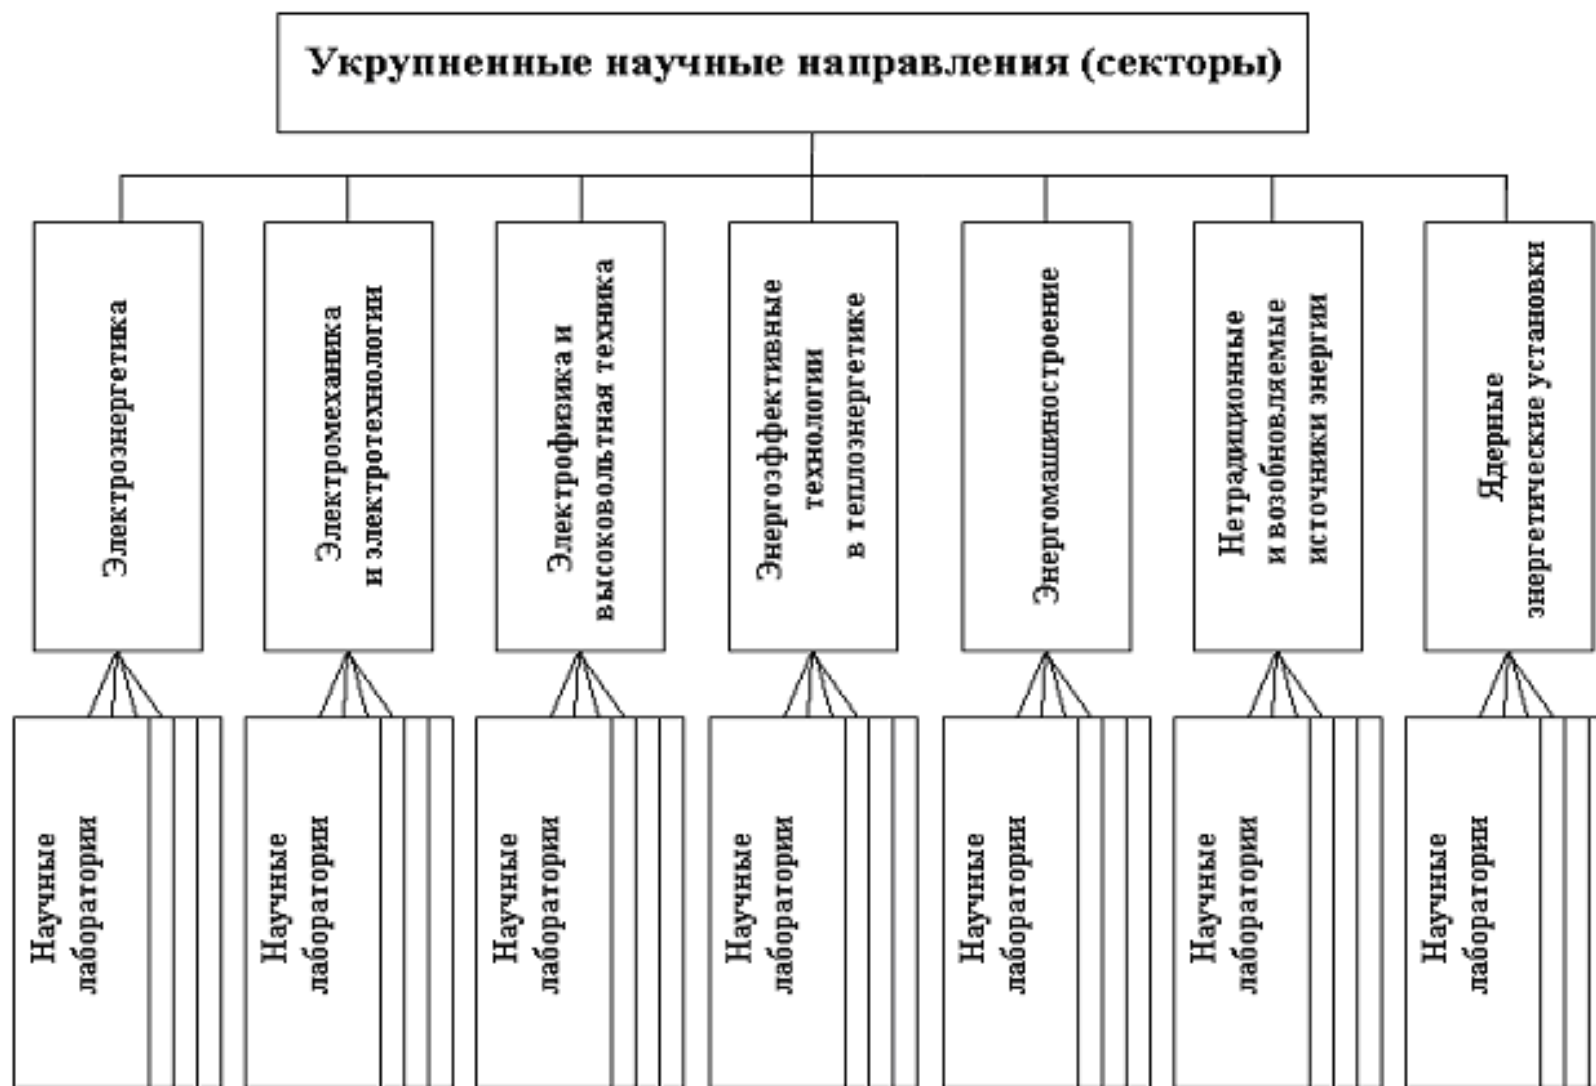 Укрупненные научные направления (секторы)
Электроэнергетика
Электромеханика
и электротехнологии
Электрофизика и
высоковольтная техника
Энергоэффективные
технологии
в теплоэнергетике
Энергомашиностроение
Нетрадиционные
и возобновляемые
источники энергии
Ядерные
энергетические установки
Научные
лаборатории
Научные
лаборатории
Научные
лаборатории
Научные
лаборатории
Научные
лаборатории
Научные
лаборатории
Научные
лаборатории